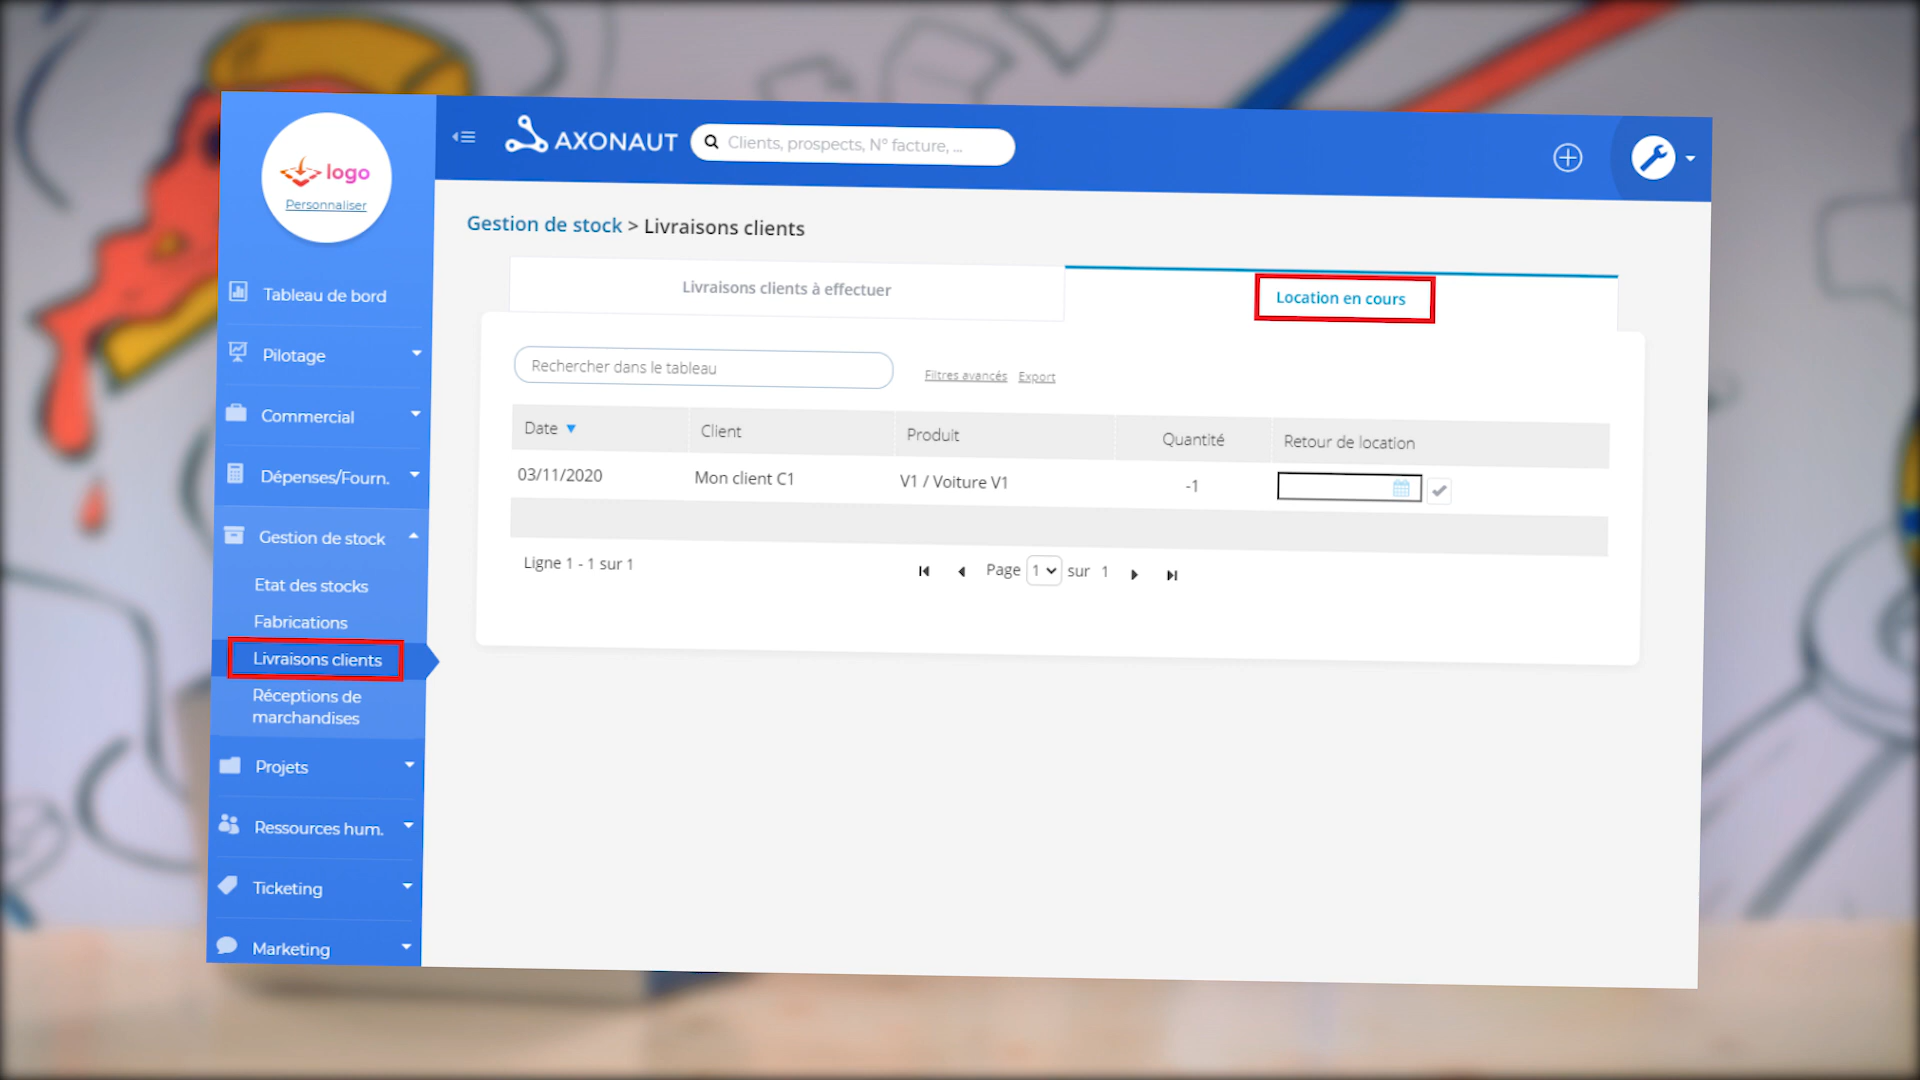 logo
Personnaliser
AXONAUT
Clients, prospects, N° facture, ...
Tableau de bord
Pilotage
Commercial
Dépenses/Fourn.
Gestion de stock
Etat des stocks
Fabrications
Livraisons clients
Réceptions de
marchandises
Projets
Ressources hum.
Ticketing
Marketing
Gestion de stock > Livraisons clients
Livraisons clients à effectuer
Location en cours
Rechercher dans le tableau
Filtres avancés Export
Date Client Produit Quantité Retour de location
03/11/2020 Mon client C1 V1 / Voiture V1 -1
Ligne 1 - 1 sur 1
Page 1 sur 1